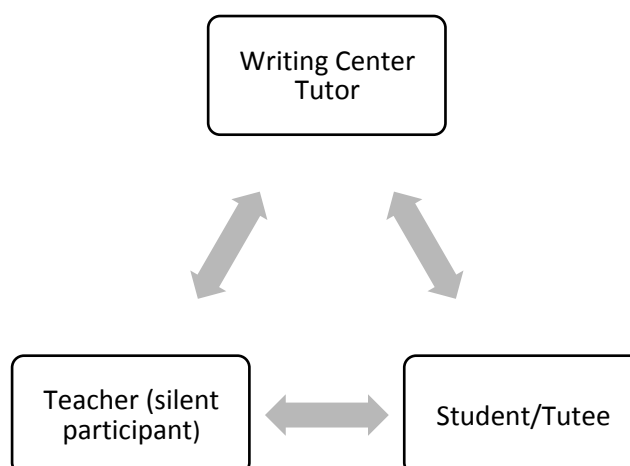 Writing Center
Tutor
Teacher (silent
participant)
Student/Tutee